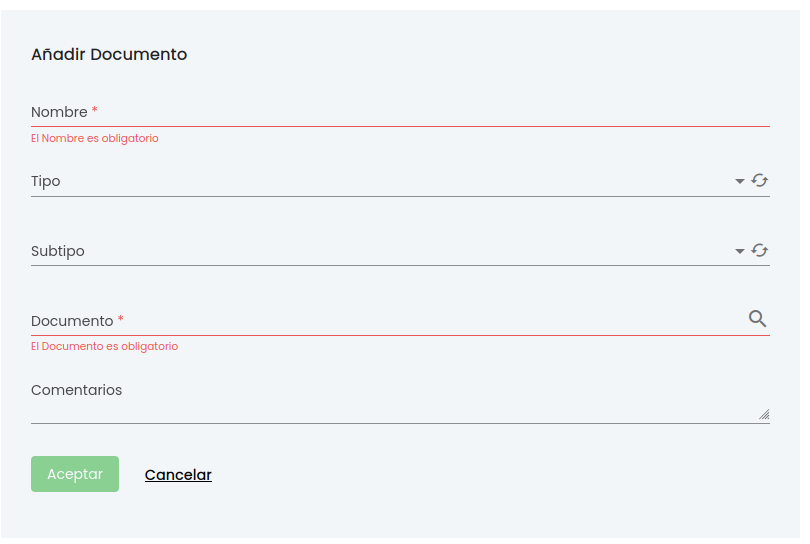 Añadir Documento
Nombre *
El Nombre es obligatorio
Tipo
Subtipo
Documento *
El Documento es obligatorio
Comentarios
Aceptar Cancelar